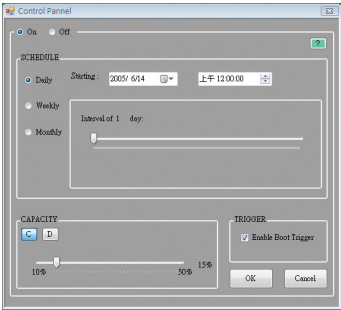 Control Pannel
On Off
?
SCHEDULE
Daily Starting : 2005/ 6/14 上午 12:00:00
Weekly
Monthly
Interval of 1 day:
CAPACITY
C D
15%
10% 50%
TRIGGER
Enable Boot Trigger
OK Cancel